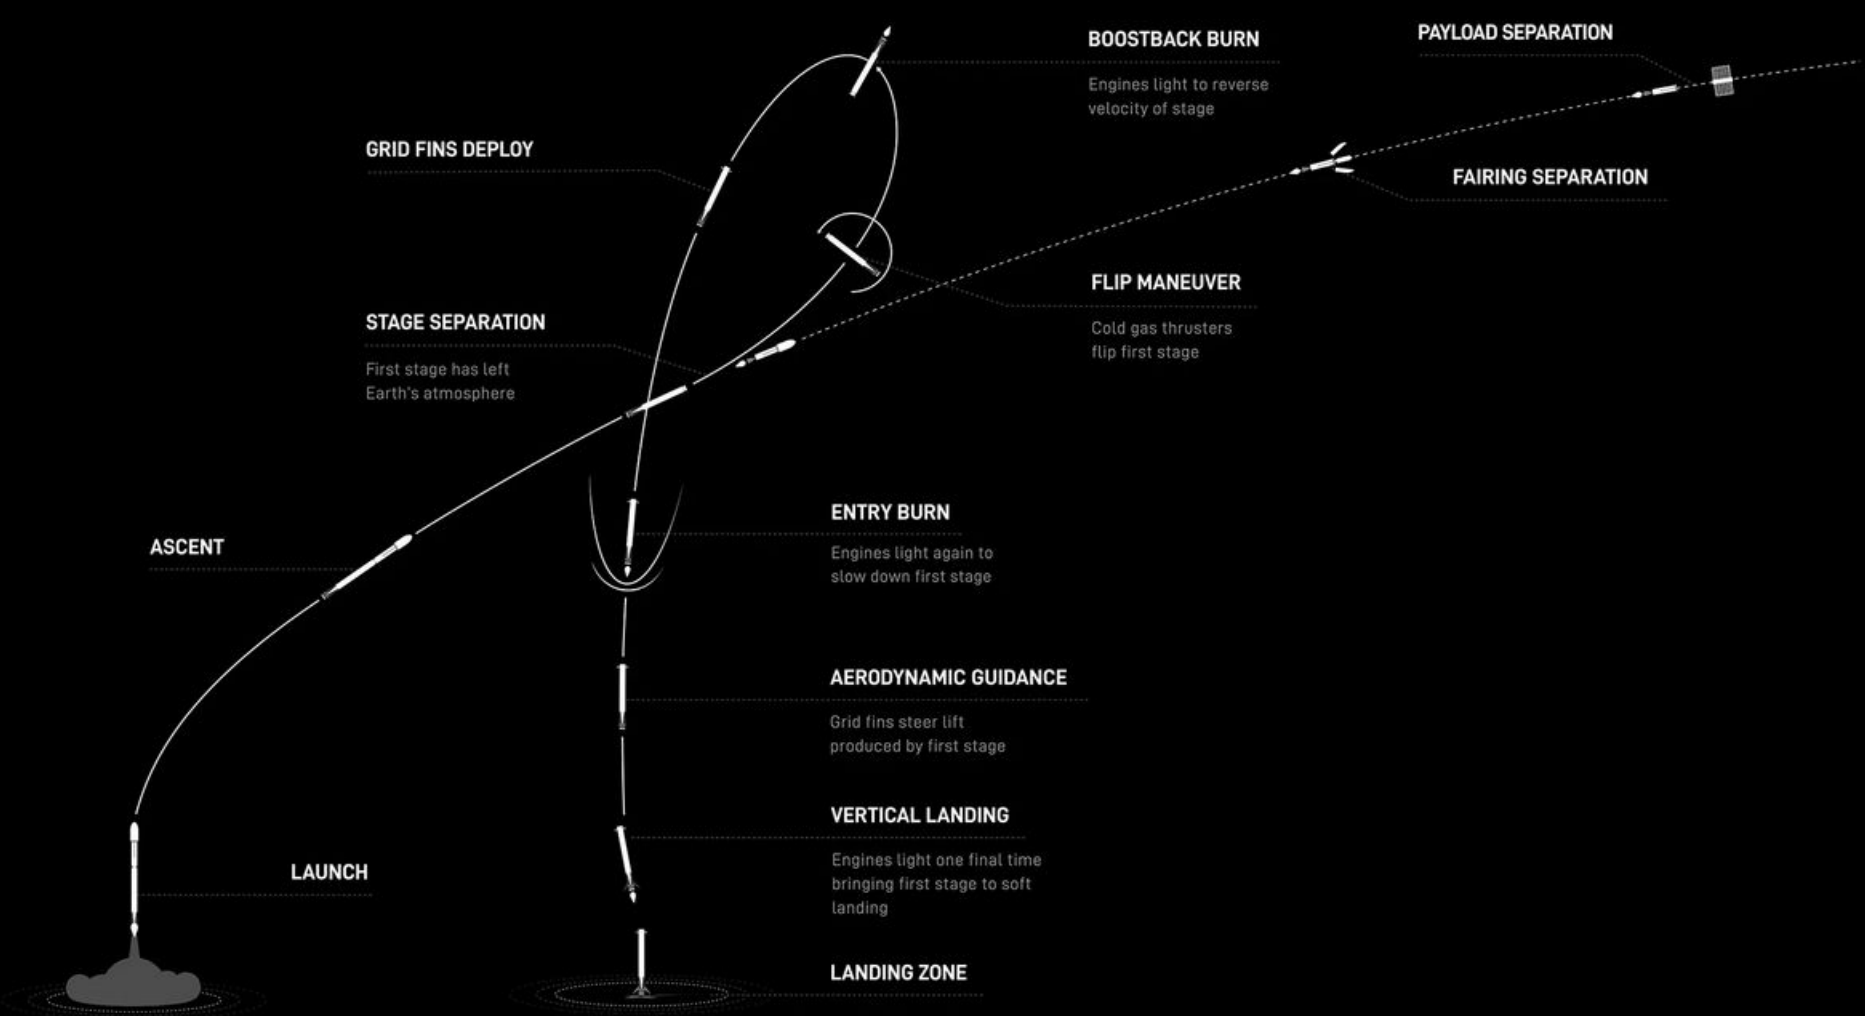 BOOSTBACK BURN
Engines light to reverse
velocity of stage
PAYLOAD SEPARATION
GRID FINS DEPLOY
FAIRING SEPARATION
FLIP MANEUVER
Cold gas thrusters
flip first stage
STAGE SEPARATION
First stage has left
Earth's atmosphere
ENTRY BURN
Engines light again to
slow down first stage
ASCENT
AERODYNAMIC GUIDANCE
Grid fins steer lift
produced by first stage
VERTICAL LANDING
Engines light one final time
bringing first stage to soft
landing
LAUNCH
LANDING ZONE